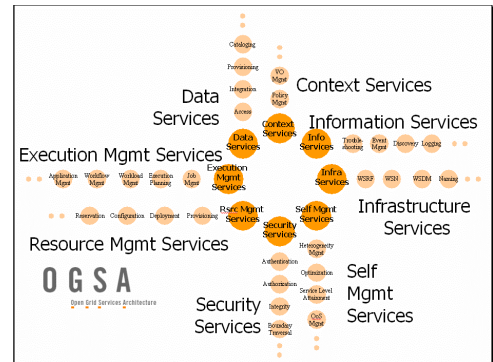 Cataloging
Provisioning
Integration
Access
Data
Services
VO
Mgmt
Policy
Mgmt
Context Services
Context
Services
Data
Services
Info
Services
Information Services
Trouble-
shooting
Event
Mgmt
Discovery
Logging
Execution Mgmt Services
Application
Mgmt
Workflow
Mgmt
Workload
Mgmt
Execution
Planning
Job
Mgmt
Execution
Mgmt
Services
Infra
Services
WSRF
WSN
WSDM
Naming
Infrastructure
Services
Reservation
Configuration
Deployment
Provisioning
Rsrc Mgmt
Services
Self Mgmt
Services
Security
Services
Resource Mgmt Services
OGSA
Open Grid Services Architecture
Authentication
Authorization
Integrity
Boundary
Traversal
Security
Services
Heterogeneity
Mgmt
Optimization
Service Level
Attainment
QoS
Mgmt
Self
Mgmt
Services